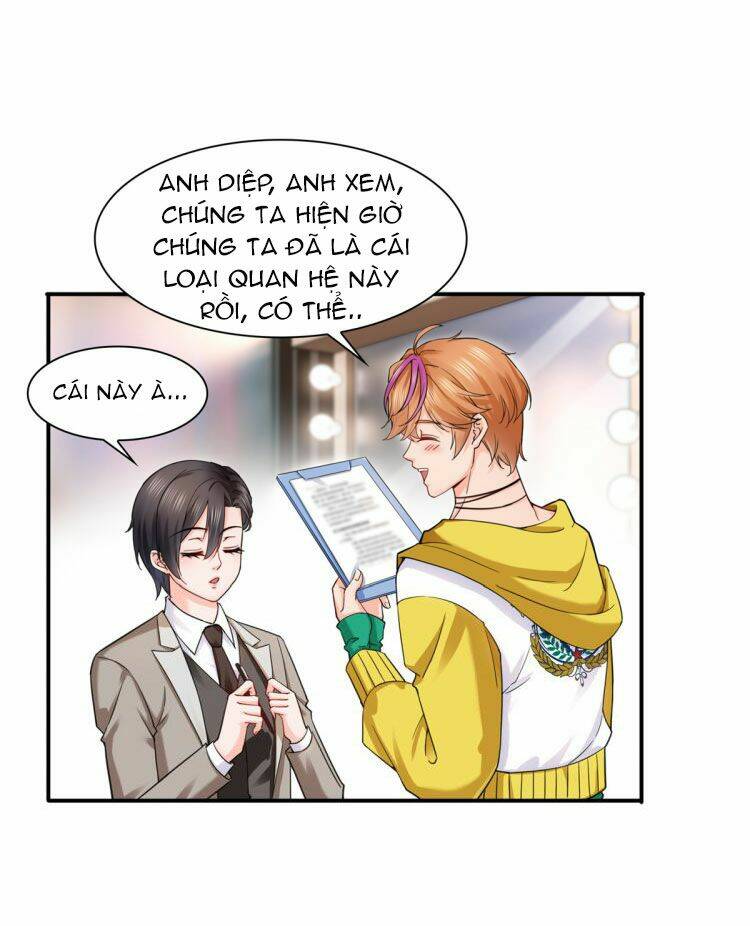 ANH DIỆP, ANH XEM,
CHÚNG TA HIỆN GIỜ
CHÚNG TA ĐÃ LÀ CÁI
LOẠI QUAN HỆ NÀY
RỒI, CÓ THỂ..
CÁI NÀY À...